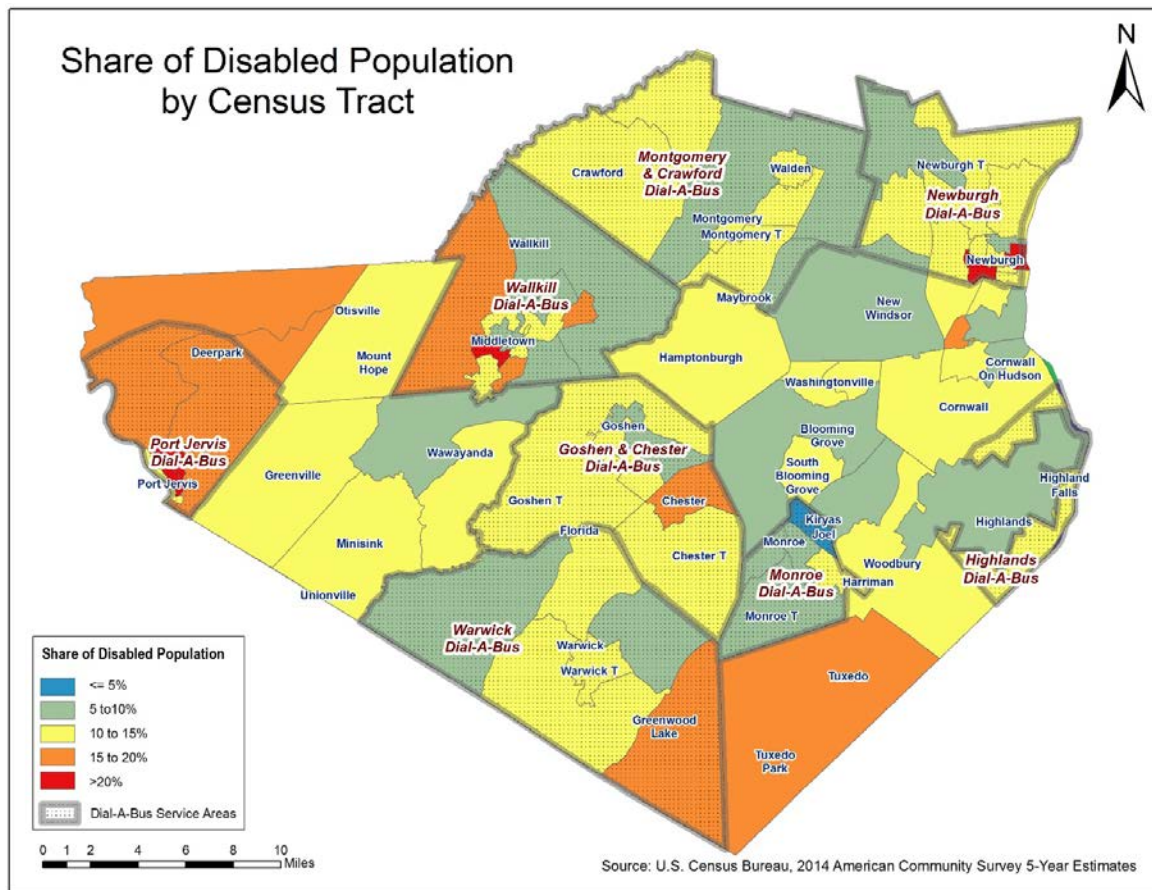 Share of Disabled Population
by Census Tract
N
Montgomery
& Crawford
Dial-A-Bus
Crawford
Walden
Montgomery
Montgomery T
Newburgh T
Newburgh
Dial-A-Bus
Newburgh
Wallkill
Wallkill
Dial-A-Bus
Middletown
Maybrook
New
Windsor
Otisville
Deerpark
Mount
Hope
Hamptonburgh
Cornwall
On Hudson
Washingtonville
Cornwall
Blooming
Grove
South
Blooming
Grove
Goshen
Goshen & Chester
Dial-A-Bus
Wawayanda
Port Jervis
Dial-A-Bus
Port Jervis
Greenville
Goshen T
Chester
Highland
Falls
Highlands
Kiryas
Joel
Florida
Minisink
Monroe
Chester T
Woodbury
Highlands
Dial-A-Bus
Monroe
Dial-A-Bus
Harriman
Unionville
Monroe T
Warwick
Dial-A-Bus
Warwick
Warwick T
Tuxedo
Greenwood
Lake
Tuxedo
Park
Share of Disabled Population
<= 5%
5 to10%
10 to 15%
15 to 20%
>20%
Dial-A-Bus Service Areas
0 1 2 4 6 8 10
Miles
Source: U.S. Census Bureau, 2014 American Community Survey 5-Year Estimates